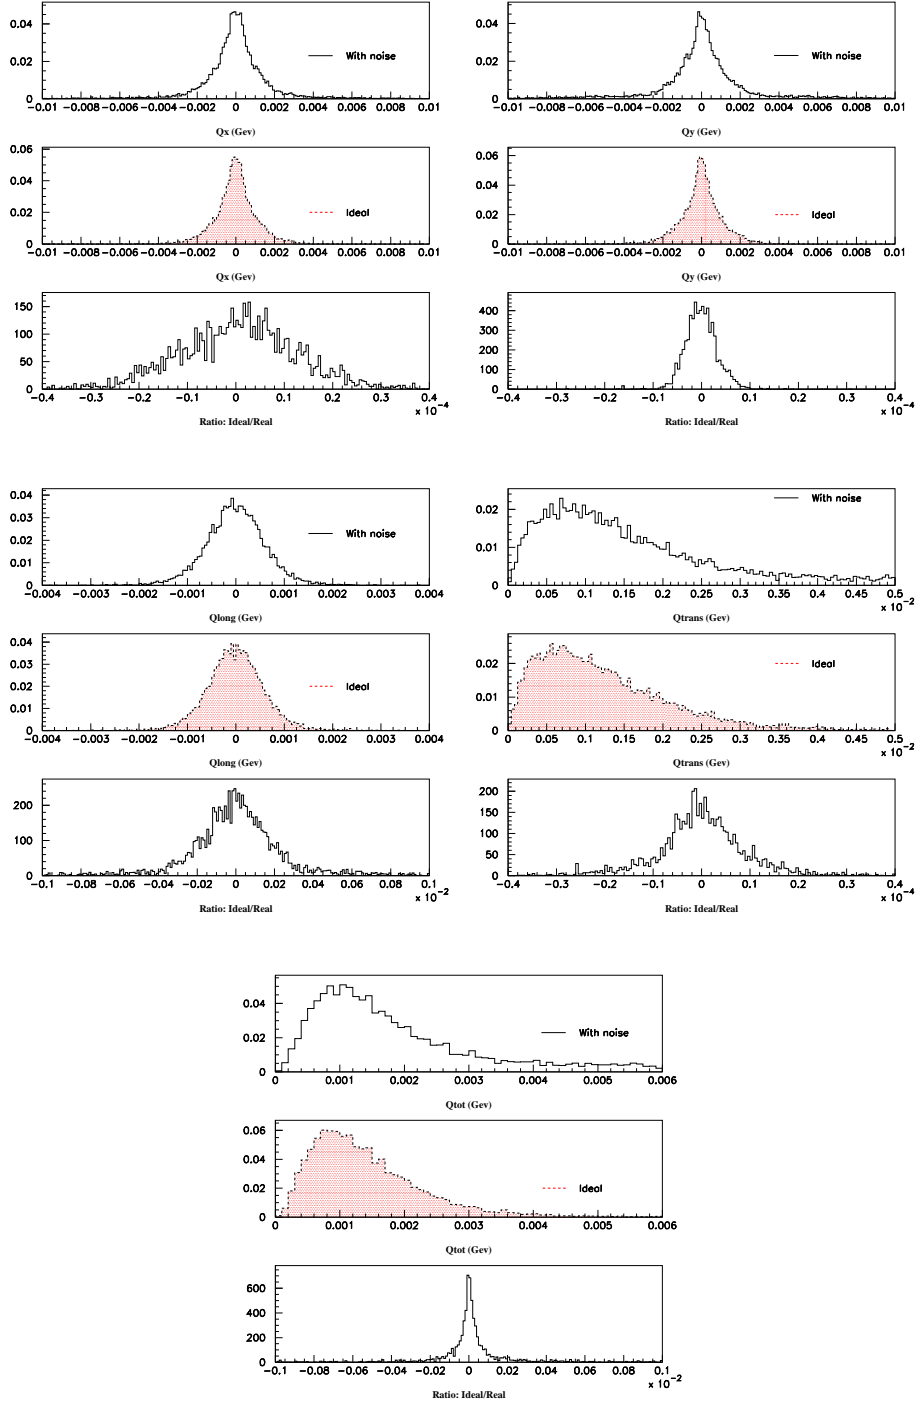 0.04
With noise
0.02
0
−0.01 −0.008 −0.006 −0.004 −0.002 0 0.002 0.004 0.006 0.008 0.01
Qx (Gev)
0.04
With noise
0.02
0
−0.01 −0.008 −0.006 −0.004 −0.002 0 0.002 0.004 0.006 0.008 0.01
Qy (Gev)
0.06
0.04
Ideal
0.02
0
−0.01 −0.008 −0.006 −0.004 −0.002 0 0.002 0.004 0.006 0.008 0.01
Qx (Gev)
0.06
0.04
Ideal
0.02
0
−0.01 −0.008 −0.006 −0.004 −0.002 0 0.002 0.004 0.006 0.008 0.01
Qy (Gev)
150
100
50
0
−0.4 −0.3 −0.2 −0.1 0 0.1 0.2 0.3 0.4
x 10 −4
Ratio: Ideal/Real
400
300
200
100
0
−0.4 −0.3 −0.2 −0.1 0 0.1 0.2 0.3 0.4
x 10 −4
Ratio: Ideal/Real
0.04
0.03
With noise
0.02
0.01
0
−0.004 −0.003 −0.002 −0.001 0 0.001 0.002 0.003 0.004
Qlong (Gev)
With noise
0.02
0.01
0
0 0.05 0.1 0.15 0.2 0.25 0.3 0.35 0.4 0.45 0.5
x 10 −2
Qtrans (Gev)
0.04
0.03
Ideal
0.02
0.01
0
−0.004 −0.003 −0.002 −0.001 0 0.001 0.002 0.003 0.004
Qlong (Gev)
Ideal
0.02
0.01
0
0 0.05 0.1 0.15 0.2 0.25 0.3 0.35 0.4 0.45 0.5
x 10 −2
Qtrans (Gev)
200
100
0
−0.1 −0.08 −0.06 −0.04 −0.02 0 0.02 0.04 0.06 0.08 0.1
x 10 −2
Ratio: Ideal/Real
200
150
100
50
0
−0.4 −0.3 −0.2 −0.1 0 0.1 0.2 0.3 0.4
x 10 −4
Ratio: Ideal/Real
0.04
With noise
0.02
0
0 0.001 0.002 0.003 0.004 0.005 0.006
Qtot (Gev)
0.06
0.04
Ideal
0.02
0
0 0.001 0.002 0.003 0.004 0.005 0.006
Qtot (Gev)
600
400
200
0
−0.1 −0.08 −0.06 −0.04 −0.02 0 0.02 0.04 0.06 0.08 0.1
x 10 −2
Ratio: Ideal/Real